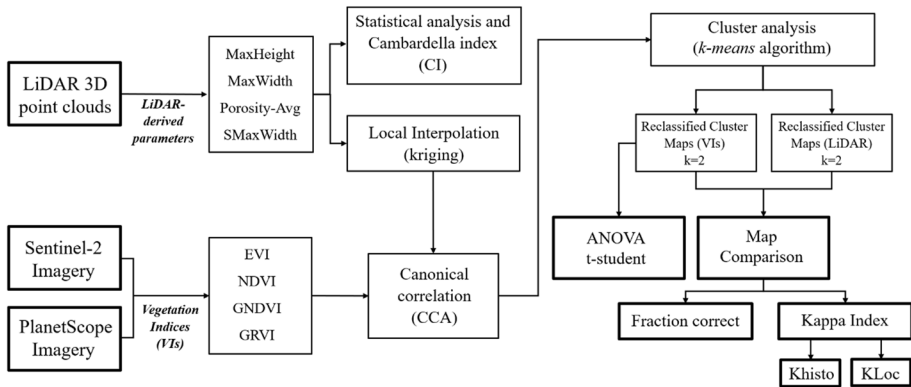 LiDAR 3D
point clouds
LiDAR-
derived
parameters
MaxHeight
MaxWidth
Porosity-Avg
SMaxWidth
Statistical analysis and
Cambardella index
(CI)
Local Interpolation
(kriging)
Sentinel-2
Imagery
PlanetScope
Imagery
Vegetation
Indices
(VIs)
EVI
NDVI
GNDVI
GRVI
Canonical
correlation
(CCA)
Cluster analysis
(k-means algorithm)
Reclassified Cluster
Maps (VIs)
k=2
Reclassified Cluster
Maps (LiDAR)
k=2
ANOVA
t-student
Map
Comparison
Fraction correct
Kappa Index
Khisto
KLoc